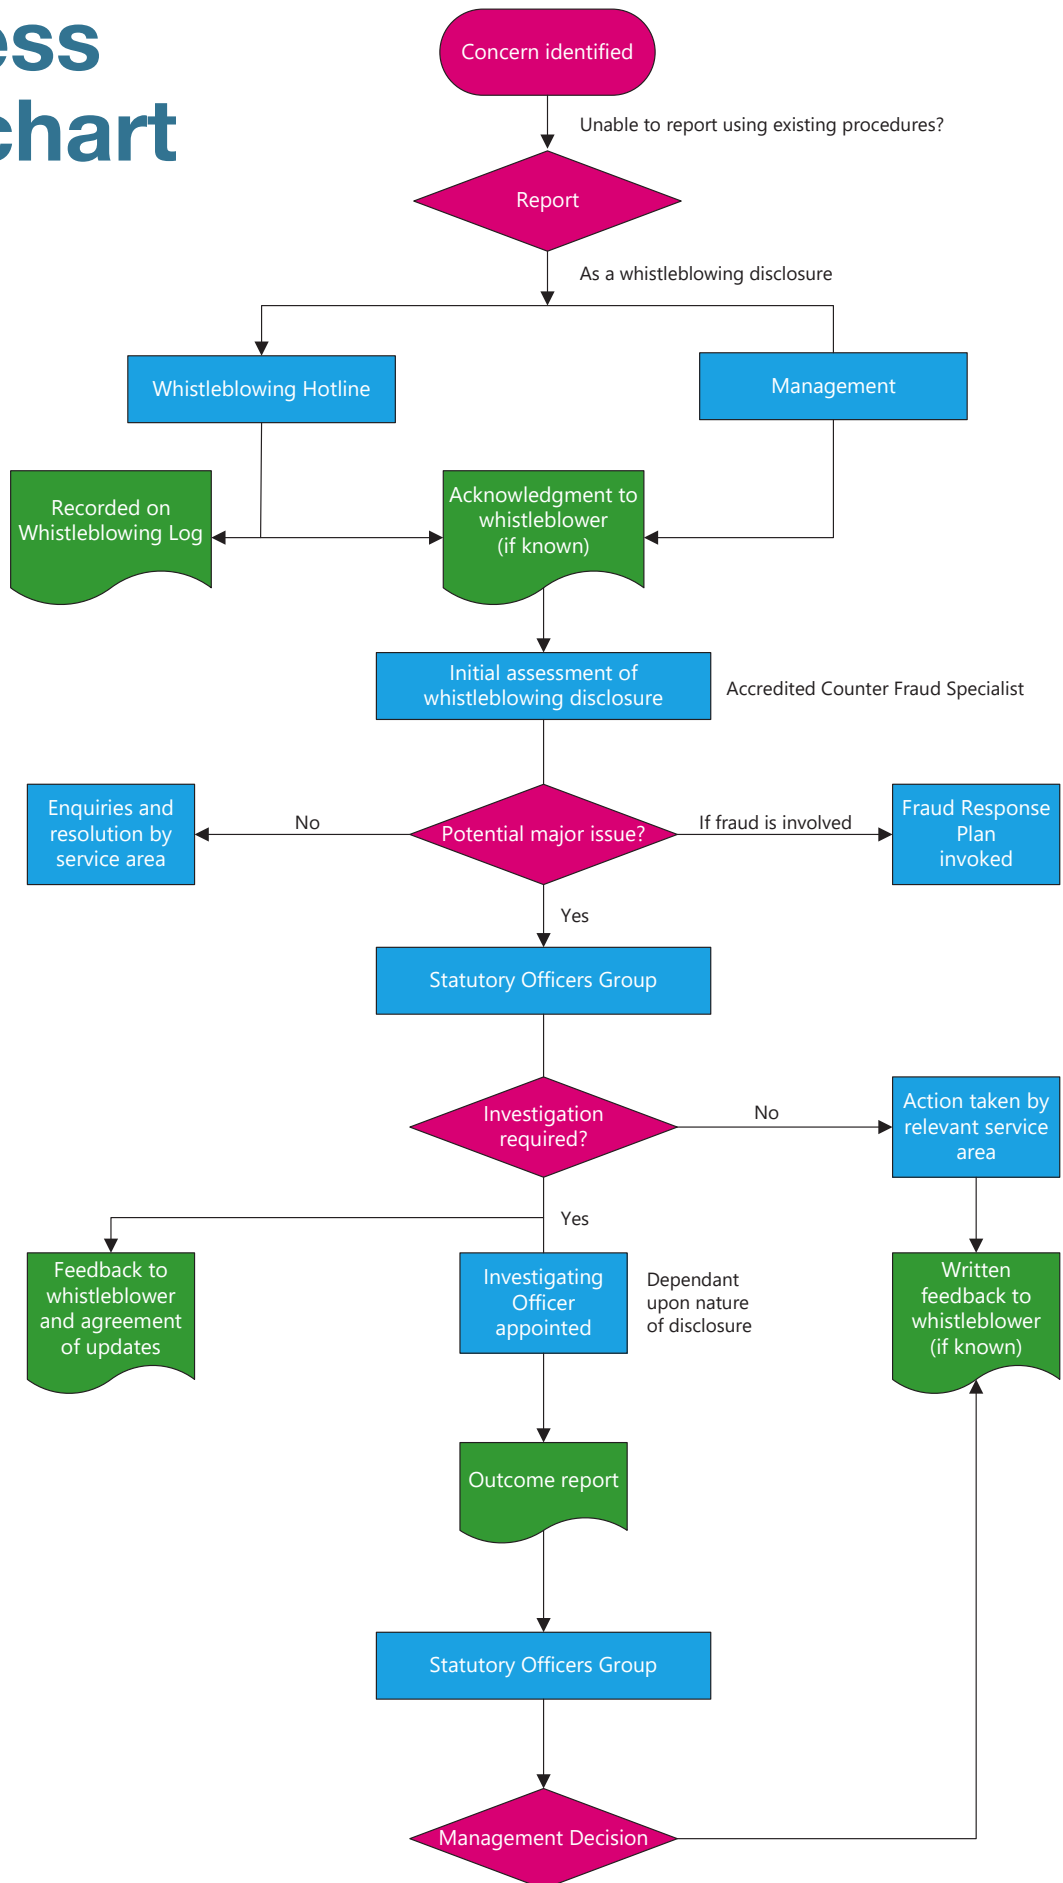 ess
chart
Concern identified
Unable to report using existing procedures?
Report
As a whistleblowing disclosure
Whistleblowing Hotline
Management
Recorded on
Whistleblowing Log
Acknowledgment to
whistleblower
(if known)
Initial assessment of
whistleblowing disclosure
Accredited Counter Fraud Specialist
Enquiries and
resolution by
service area
No
Potential major issue?
If fraud is involved
Fraud Response
Plan
invoked
Yes
Statutory Officers Group
Investigation
required?
No
Action taken by
relevant service
area
Yes
Feedback to
whistleblower
and agreement
of updates
Investigating
Officer
appointed
Dependant
upon nature
of disclosure
Written
feedback to
whistleblower
(if known)
Outcome report
Statutory Officers Group
Management Decision